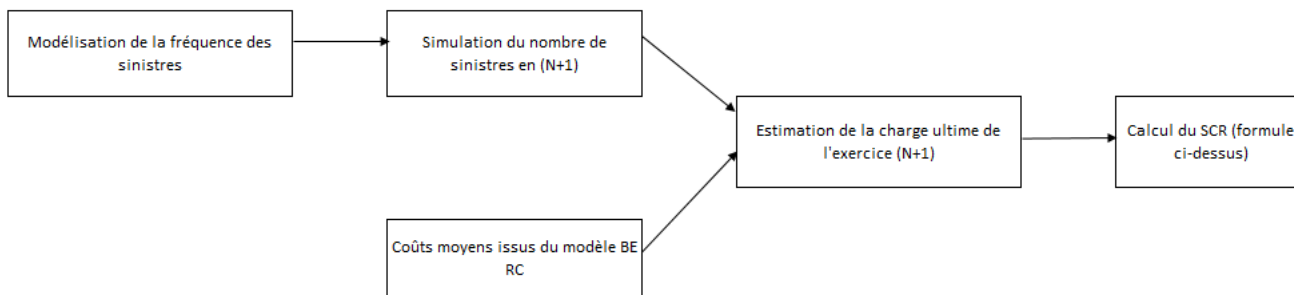 Modélisation de la fréquence des
sinistres
Simulation du nombre de
sinistres en (N+1)
Estimation de la charge ultime de
l'exercice (N+1)
Calcul du SCR (formule
ci-dessus)
Coûts moyens issus du modèle BE
RC